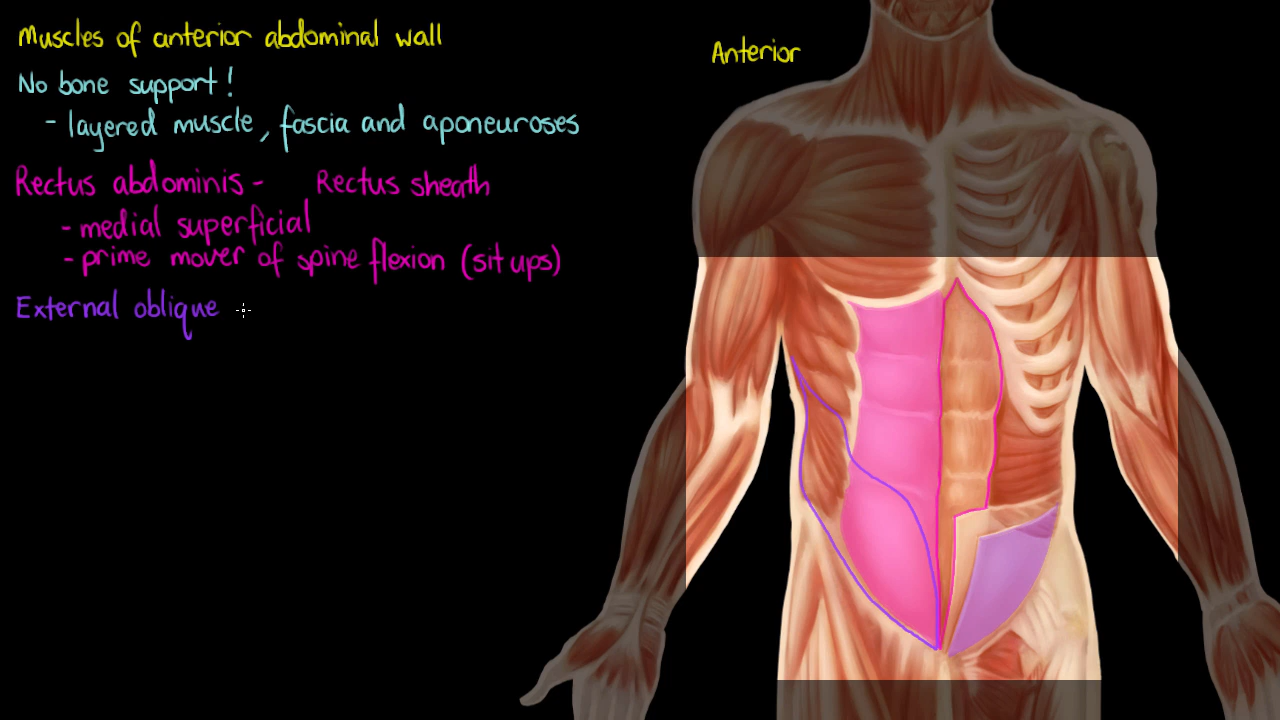 Muscles of anterior abdominal wall
Anterior
No bone support!
- layered muscle, fascia and aponeuroses
Rectus abdominis - Rectus sheath
- medial superficial
- prime mover of spine flexion (sit ups)
External oblique